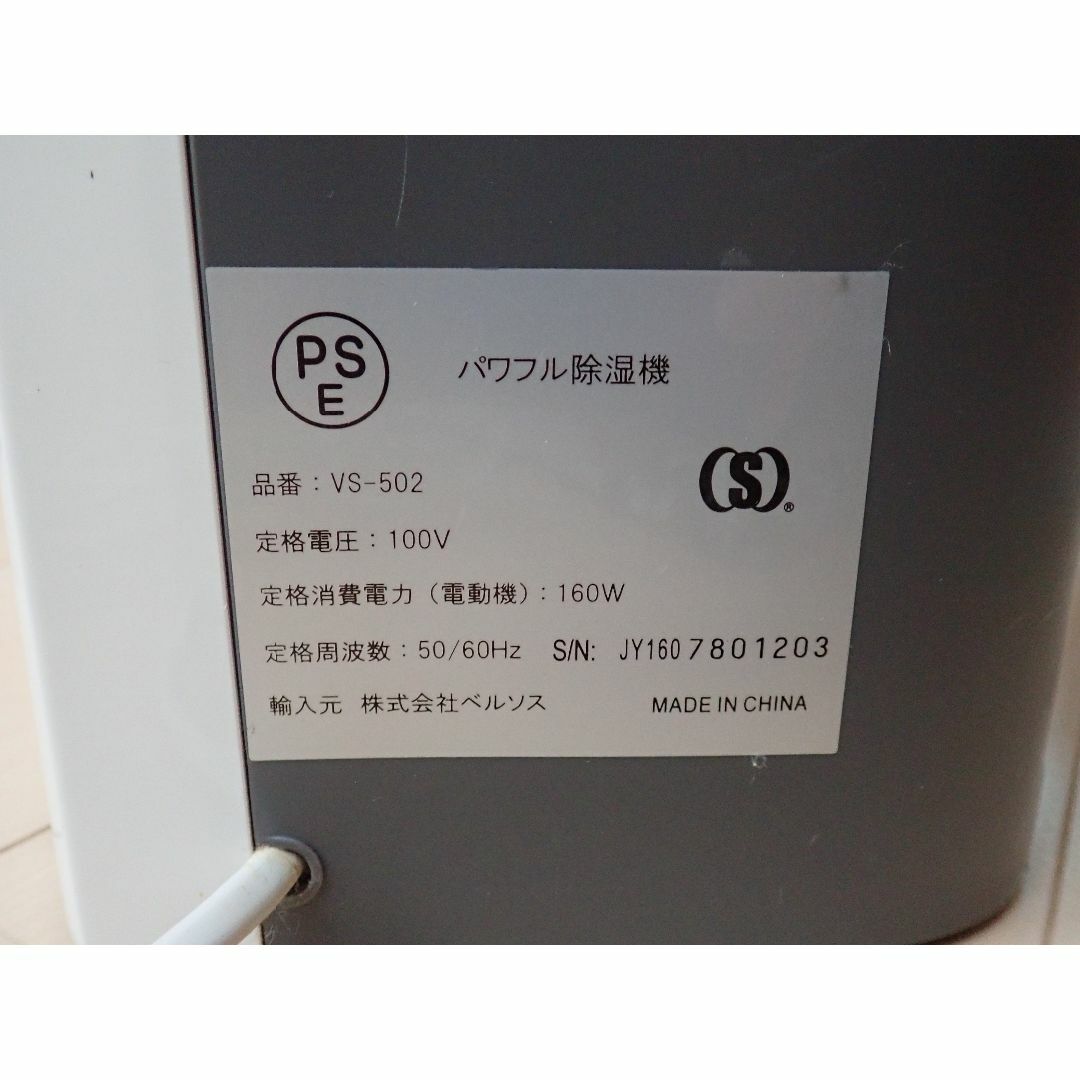 PS
E
パワフル除湿機
(S)®
品番：VS-502
定格電圧：100V
定格消費電力（電動機）：160W
定格周波数：50/60Hz S/N: JY1607801203
輸入元 株式会社ベルソス MADE IN CHINA